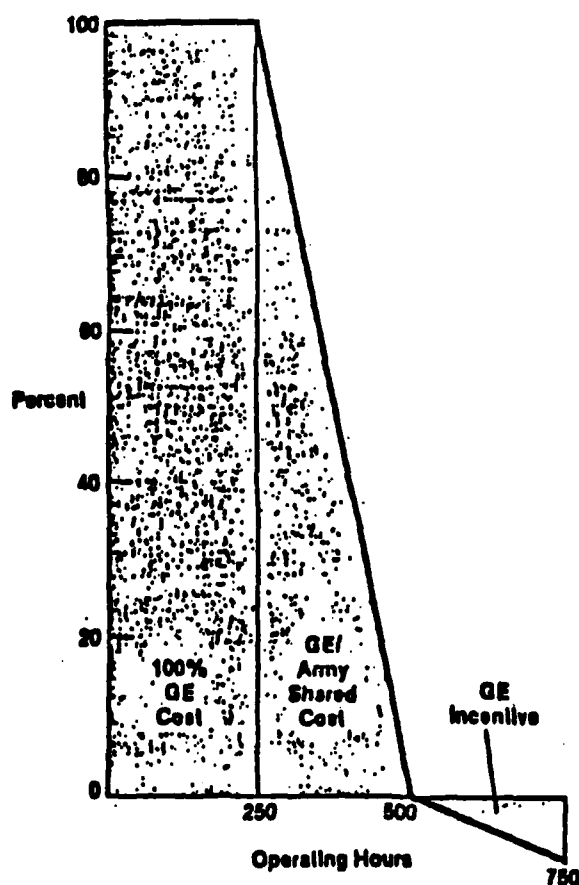 100
80
60
Percent
40
20
0
100%
GE
Cost
GE/
Army
Shared
Cost
GE
Incentive
250
500
750
Operating Hours